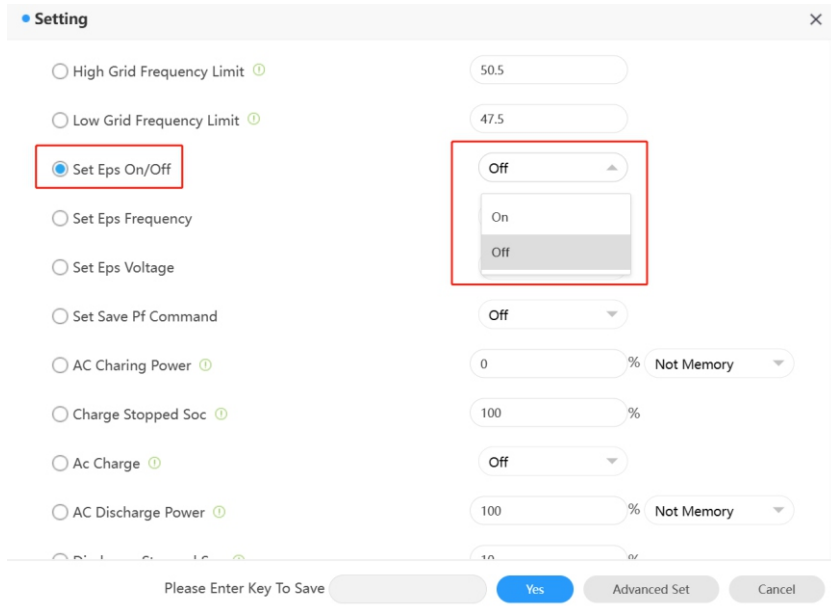 Setting
High Grid Frequency Limit 50.5
Low Grid Frequency Limit 47.5
Set Eps On/Off Off
On
Set Eps Frequency
Off
Set Eps Voltage
Set Save Pf Command Off
AC Charing Power 0 % Not Memory
Charge Stopped Soc 100 %
Ac Charge Off
AC Discharge Power 100 % Not Memory
Please Enter Key To Save Yes Advanced Set Cancel